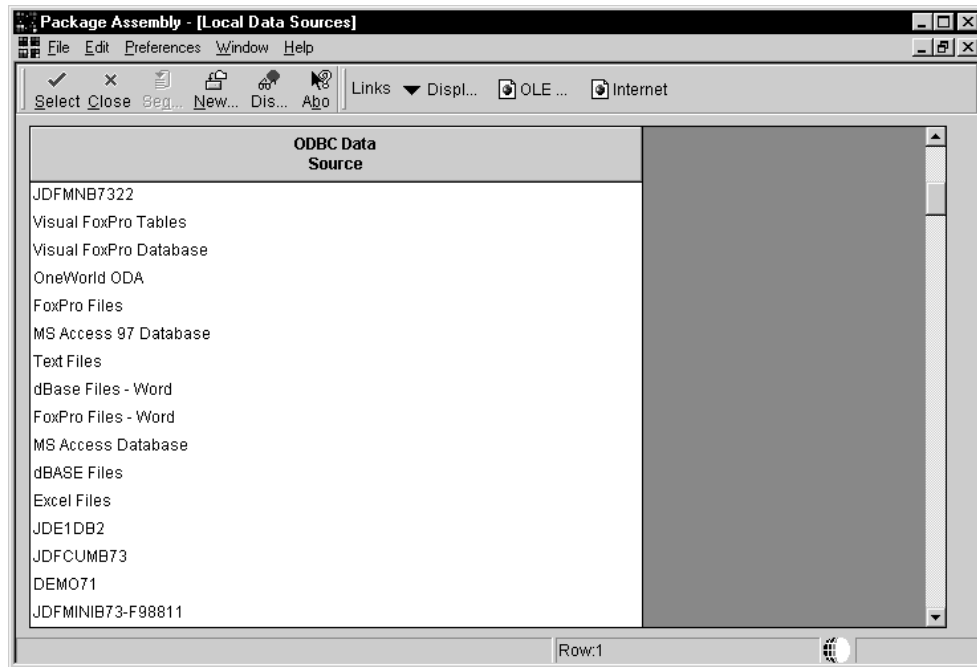 Package Assembly - [Local Data Sources]
File Edit Preferences Window Help
Select Close Seq... New... Dis... Abo Links Displ... OLE ... Internet
ODBC Data
Source
JDFMNB7322
Visual FoxPro Tables
Visual FoxPro Database
OneWorld ODA
FoxPro Files
MS Access 97 Database
Text Files
dBase Files - Word
FoxPro Files - Word
MS Access Database
dBASE Files
Excel Files
JDE1DB2
JDFCUMB73
DEMO71
JDFMINIB73-F98811
Row:1